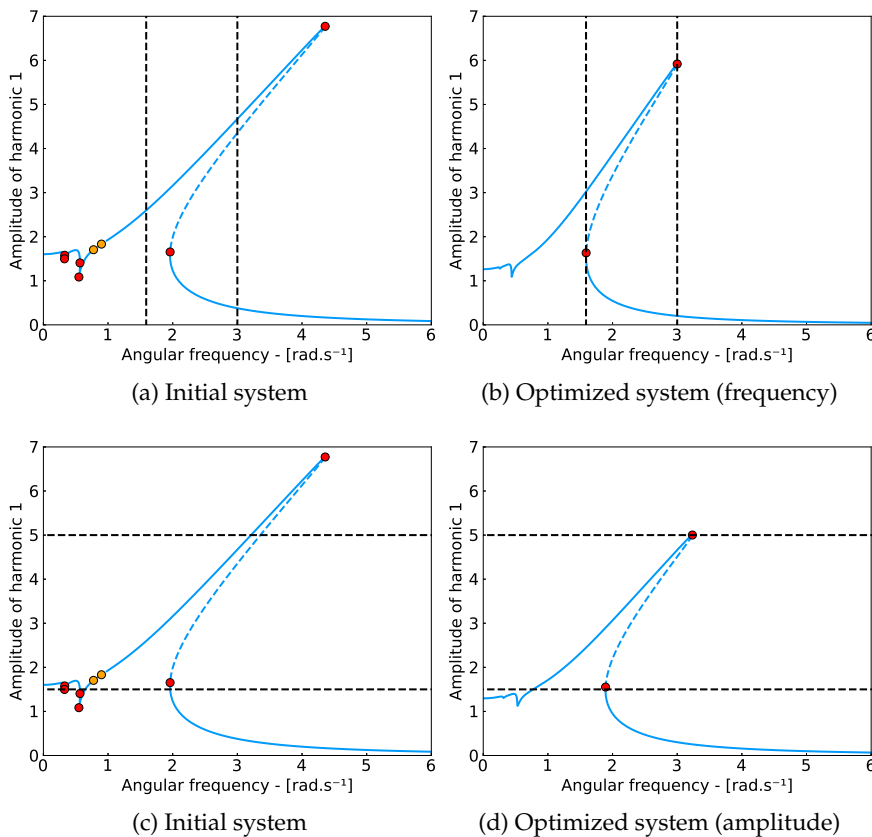 7
6
5
4
3
2
1
0
Amplitude of harmonic 1
0 1 2 3 4 5 6
Angular frequency - [rad.s⁻¹]
(a) Initial system
7
6
5
4
3
2
1
0
Amplitude of harmonic 1
0 1 2 3 4 5 6
Angular frequency - [rad.s⁻¹]
(b) Optimized system (frequency)
7
6
5
4
3
2
1
0
Amplitude of harmonic 1
0 1 2 3 4 5 6
Angular frequency - [rad.s⁻¹]
(c) Initial system
7
6
5
4
3
2
1
0
Amplitude of harmonic 1
0 1 2 3 4 5 6
Angular frequency - [rad.s⁻¹]
(d) Optimized system (amplitude)